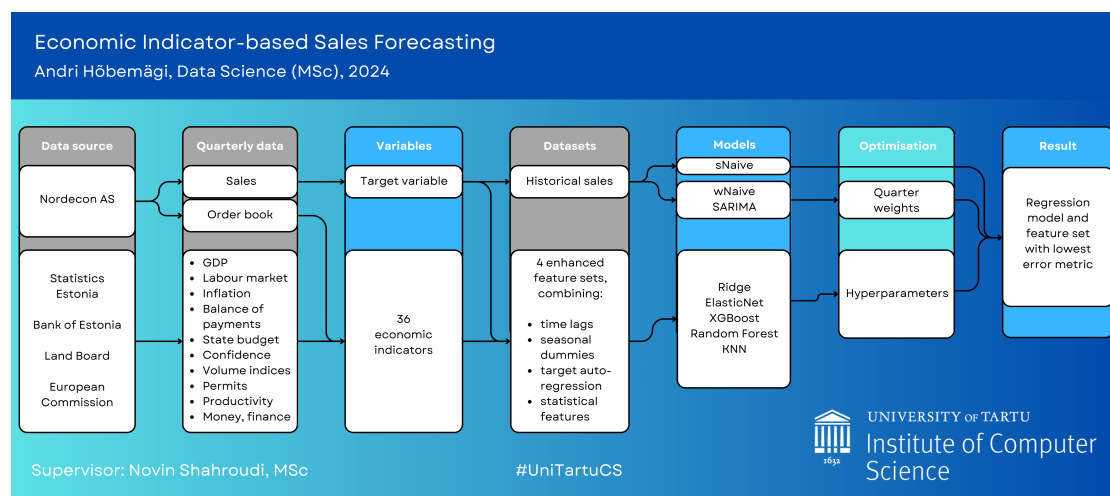 Economic Indicator-based Sales Forecasting
Andri Hõbemägi, Data Science (MSc), 2024
Data source
Nordecon AS
Statistics
Estonia
Bank of Estonia
Land Board
European
Commission
Quarterly data
Sales
Order book
• GDP
• Labour market
• Inflation
• Balance of
payments
• State budget
• Confidence
• Volume indices
• Permits
• Productivity
• Money, finance
Variables
Target variable
36
economic
indicators
Datasets
Historical sales
4 enhanced
feature sets,
combining:
• time lags
• seasonal
dummies
• target auto-
regression
• statistical
features
Models
sNaive
wNaive
SARIMA
Ridge
ElasticNet
XGBoost
Random Forest
KNN
Optimisation
Quarter
weights
Hyperparameters
Result
Regression
model and
feature set
with lowest
error metric
Supervisor: Novin Shahroudi, MSc
#UniTartuCS
1632
UNIVERSITY OF TARTU
Institute of Computer
Science